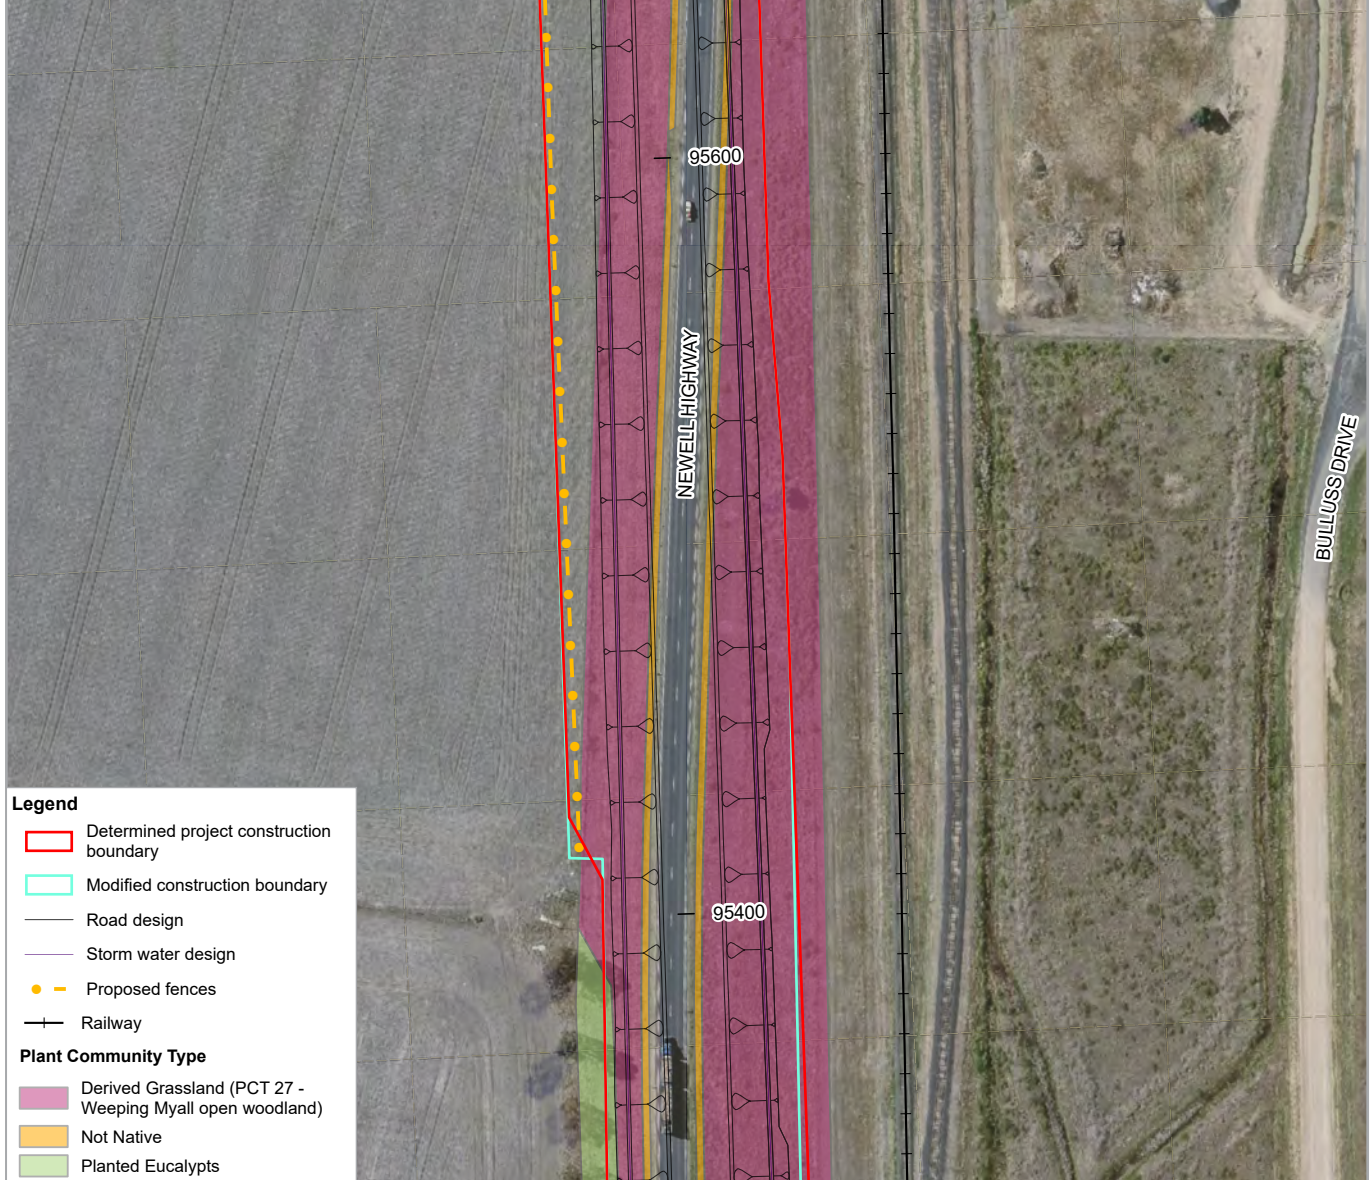 95600
NEWELL HIGHWAY
BULLUSS DRIVE
95400
Legend
Determined project construction
boundary
Modified construction boundary
Road design
Storm water design
Proposed fences
Railway
Plant Community Type
Derived Grassland (PCT 27 -
Weeping Myall open woodland)
Not Native
Planted Eucalypts